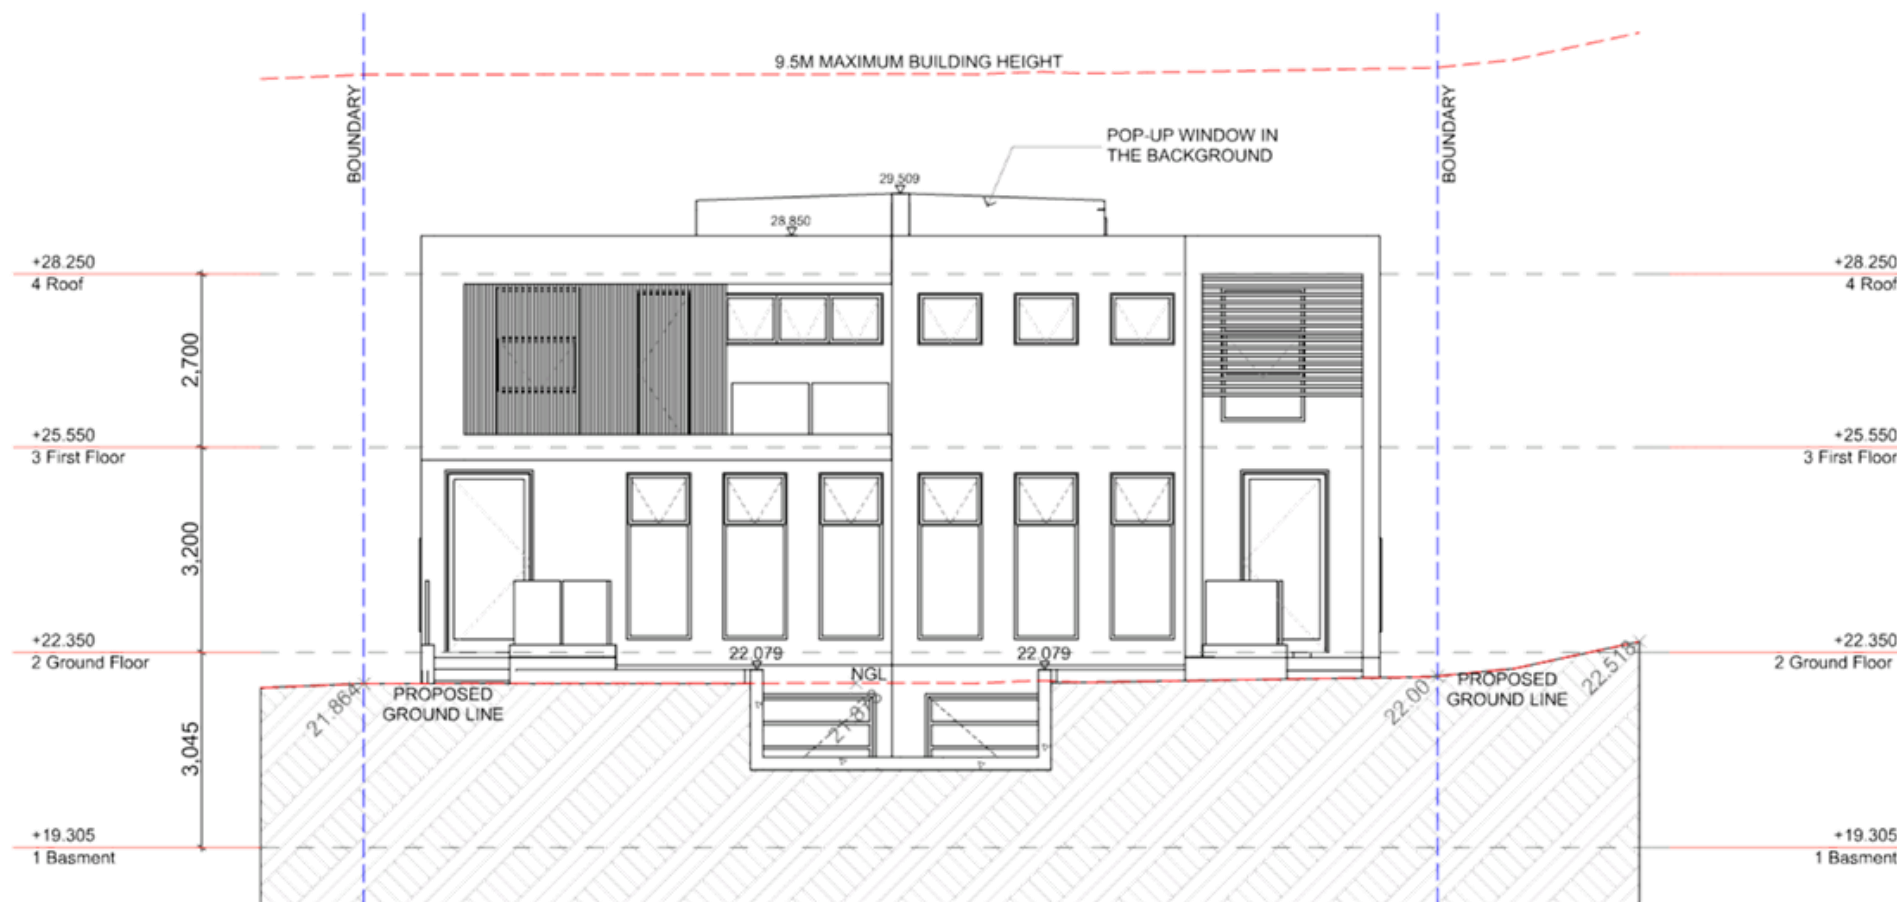 9.5M MAXIMUM BUILDING HEIGHT
BOUNDARY
BOUNDARY
POP-UP WINDOW IN
THE BACKGROUND
29.509
28.850
+28.250
4 Roof
+28.250
4 Roof
2,700
+25.550
3 First Floor
+25.550
3 First Floor
3,200
+22.350
2 Ground Floor
22.079
22.079
+22.350
2 Ground Floor
NGL
21.864
PROPOSED
GROUND LINE
22.00
PROPOSED
GROUND LINE
22.518
3,045
+19.305
1 Basment
+19.305
1 Basment